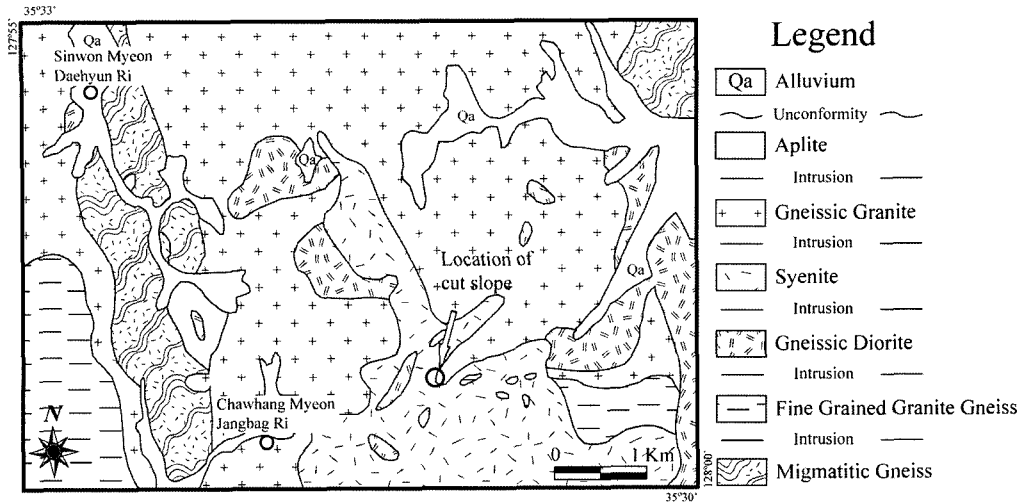 35°33
127°55'
Qa
Sinwon Myeon
Daehyun Ri
Qa
Qa
Location of
cut slope
Qa
Chawhang Myeon
Jangbag Ri
N
0 1 Km
128°00'
35°30'
Legend
Qa Alluvium
Unconformity
Aplite
Intrusion
Gneissic Granite
Intrusion
Syenite
Intrusion
Gneissic Diorite
Intrusion
Fine Grained Granite Gneiss
Intrusion
Migmatitic Gneiss